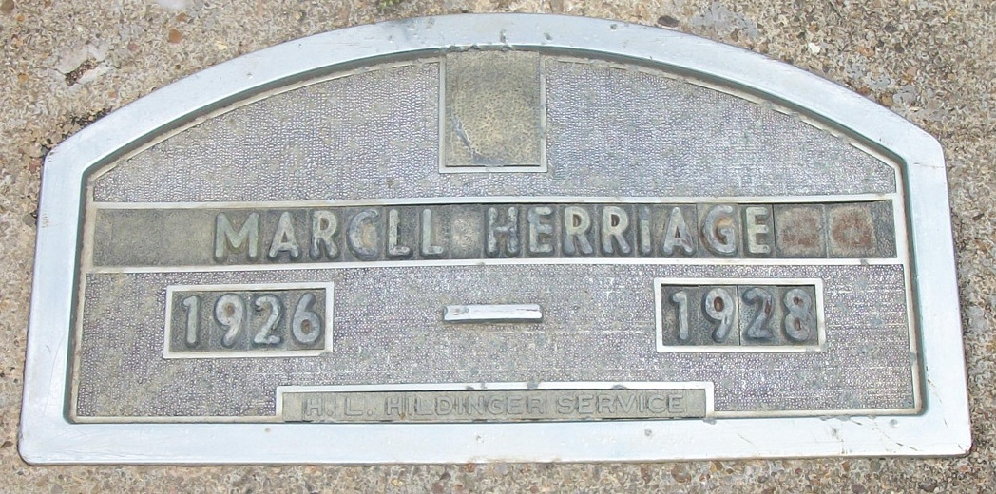 MARCLL HERRIAGE
1926 — 1928
H. L. HILDINGER SERVICE